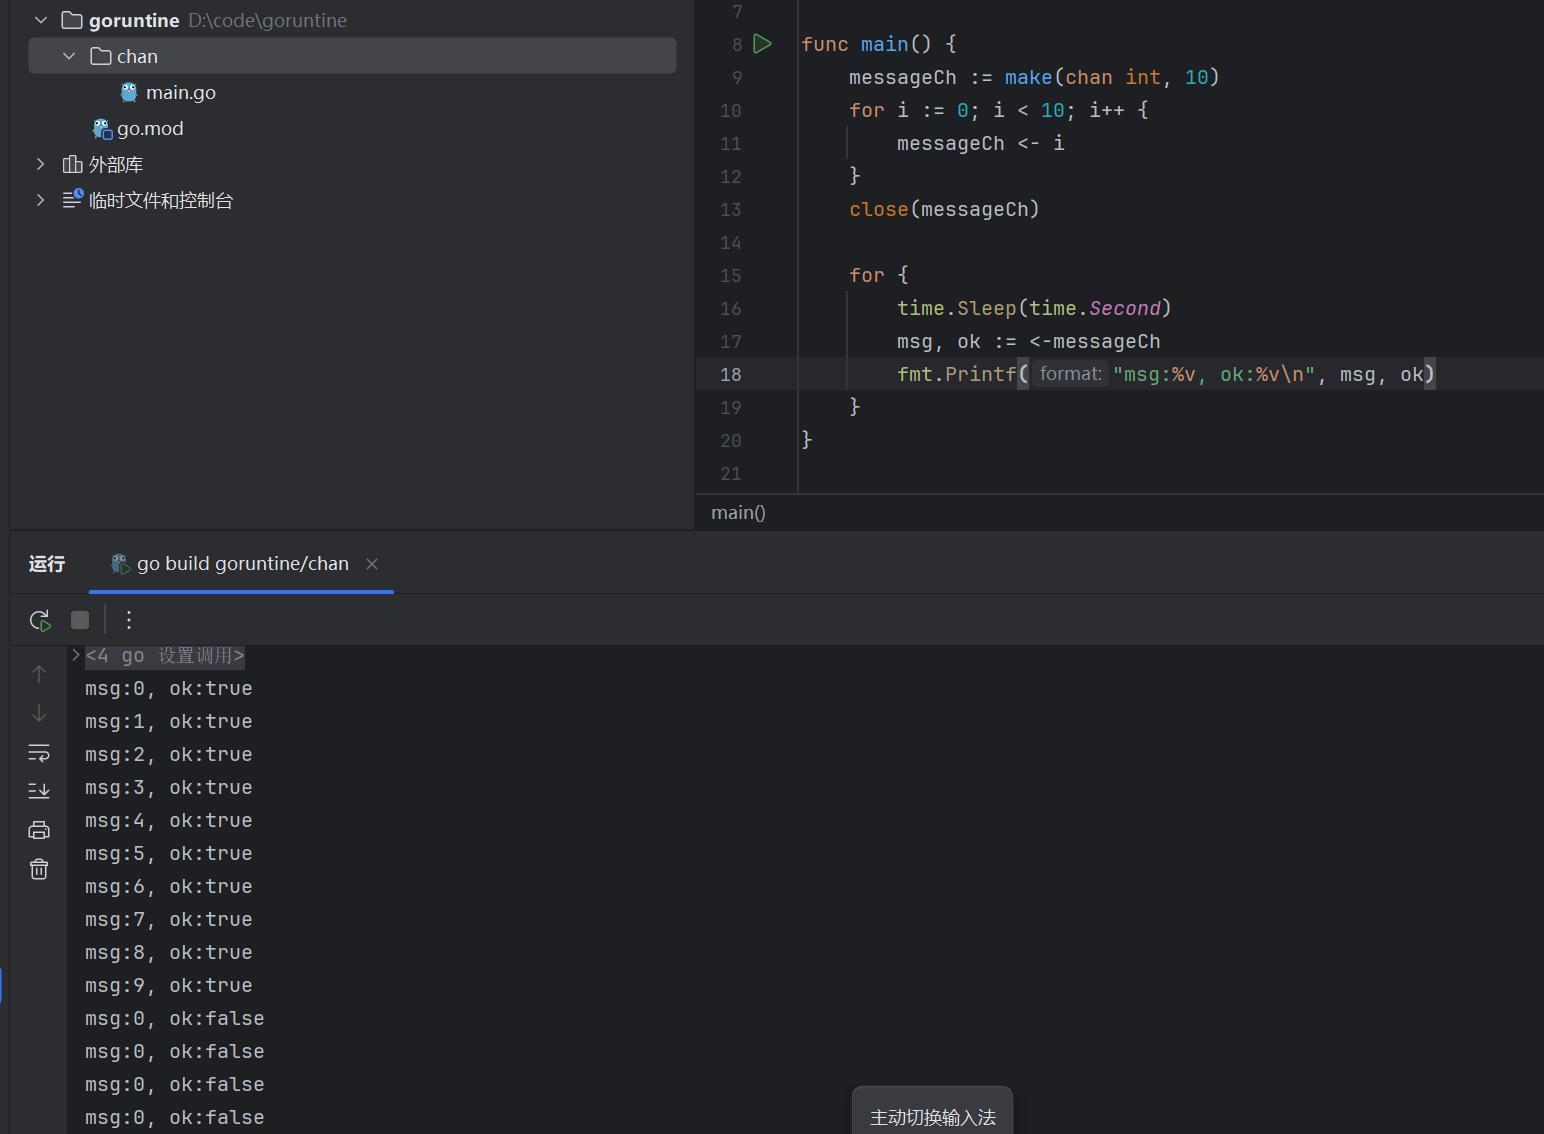 goruntine D:\code\goruntine
chan
main.go
go.mod
外部库
临时文件和控制台
7
8 func main() {
9 messageCh := make(chan int, 10)
10 for i := 0; i < 10; i++ {
11 messageCh <- i
12 }
13 close(messageCh)
14
15 for {
16 time.Sleep(time.Second)
17 msg, ok := <-messageCh
18 fmt.Printf( format: "msg:%v, ok:%v\n", msg, ok)
19 }
20 }
21
main()
运行 go build goruntine/chan
<4 go 设置调用>
msg:0, ok:true
msg:1, ok:true
msg:2, ok:true
msg:3, ok:true
msg:4, ok:true
msg:5, ok:true
msg:6, ok:true
msg:7, ok:true
msg:8, ok:true
msg:9, ok:true
msg:0, ok:false
msg:0, ok:false
msg:0, ok:false
msg:0, ok:false
主动切换输入法